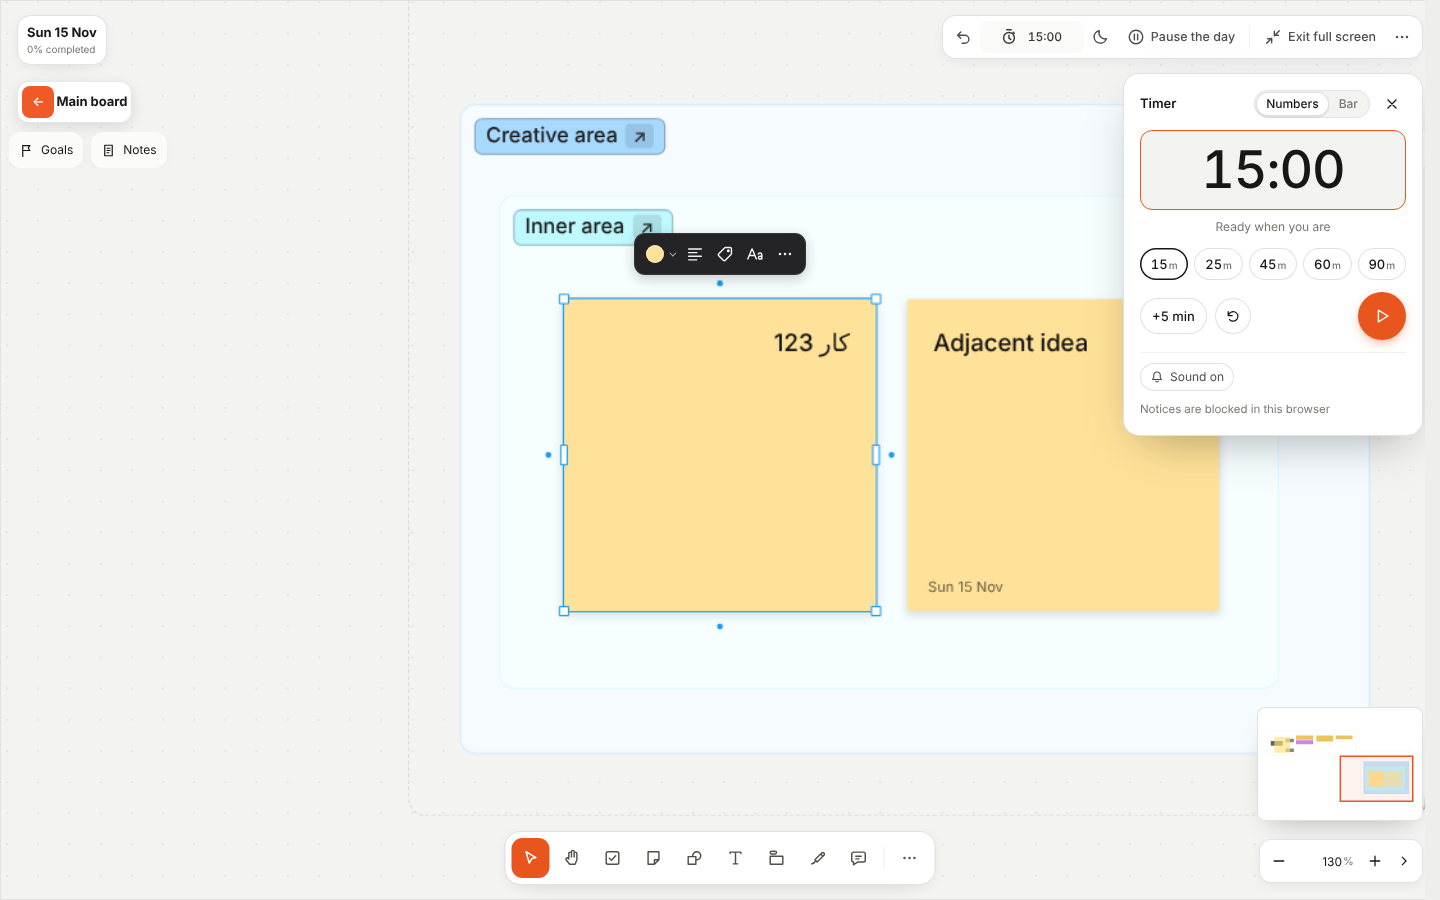 Sun 15 Nov
0% completed
Main board
Goals
Notes
15:00
Pause the day
Exit full screen
Timer
Numbers
Bar
15:00
Ready when you are
15m
25m
45m
60m
90m
+5 min
Sound on
Notices are blocked in this browser
Creative area
Inner area
Aa
کار 123
Adjacent idea
Sun 15 Nov
130%